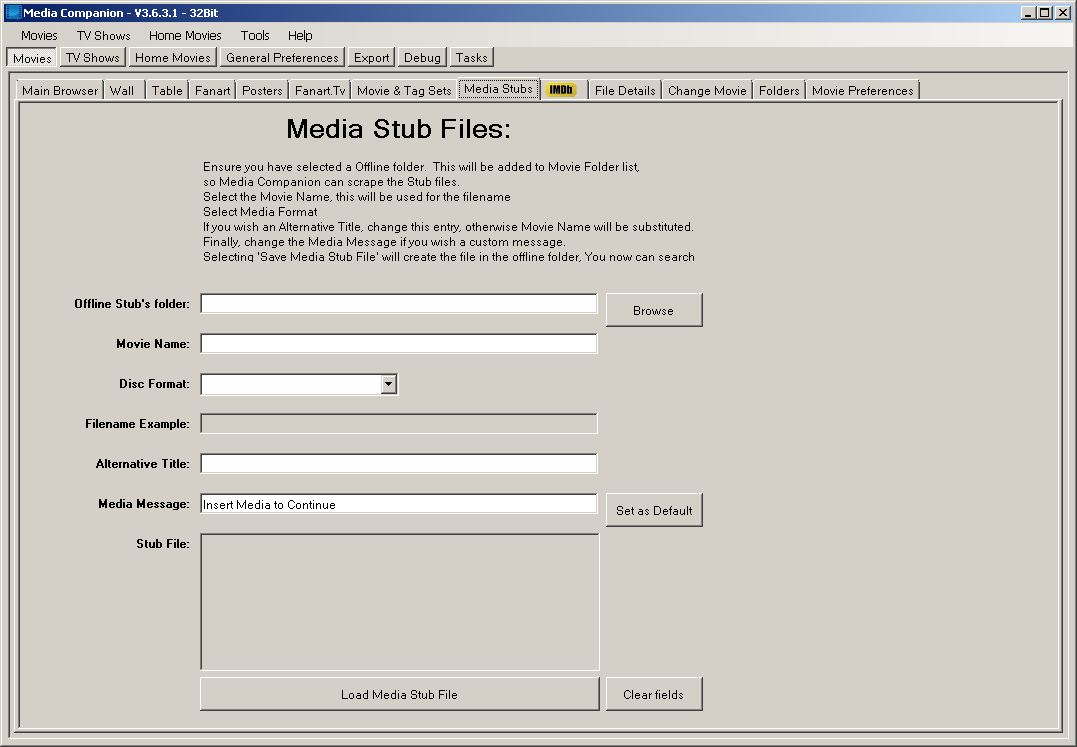 Media Companion - V3.6.3.1 - 32Bit
Movies TV Shows Home Movies Tools Help
Movies TV Shows Home Movies General Preferences Export Debug Tasks
Main Browser Wall Table Fanart Posters Fanart.Tv Movie & Tag Sets Media Stubs IMDb File Details Change Movie Folders Movie Preferences
Media Stub Files:
Ensure you have selected a Offline folder. This will be added to Movie Folder list,
so Media Companion can scrape the Stub files.
Select the Movie Name, this will be used for the filename
Select Media Format
If you wish an Alternative Title, change this entry, otherwise Movie Name will be substituted.
Finally, change the Media Message if you wish a custom message.
Selecting 'Save Media Stub File' will create the file in the offline folder, You now can search
Offline Stub's folder: Browse
Movie Name:
Disc Format:
Filename Example:
Alternative Title:
Media Message: Insert Media to Continue Set as Default
Stub File:
Load Media Stub File Clear fields